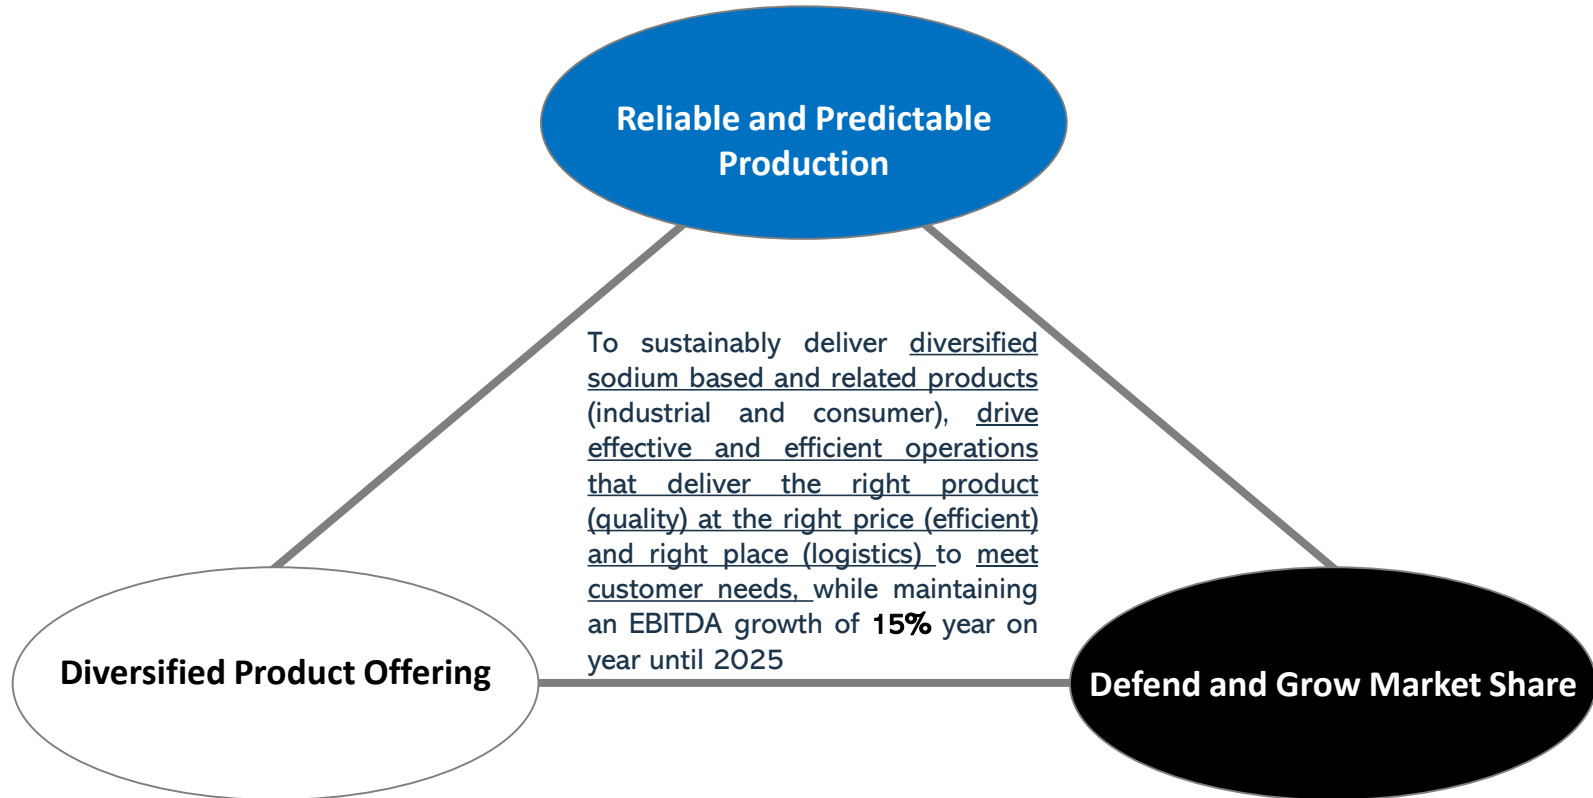 Reliable and Predictable
Production
To sustainably deliver diversified
sodium based and related products
(industrial and consumer), drive
effective and efficient operations
that deliver the right product
(quality) at the right price (efficient)
and right place (logistics) to meet
customer needs, while maintaining
an EBITDA growth of 15% year on
year until 2025
Diversified Product Offering
Defend and Grow Market Share